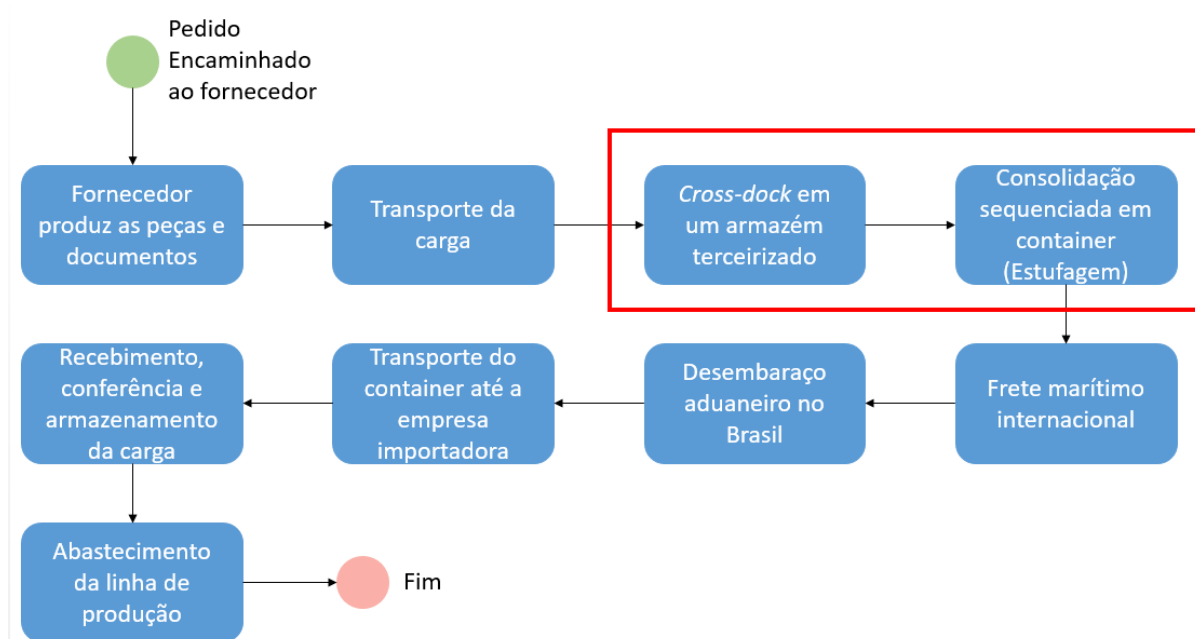 Pedido
Encaminhado
ao fornecedor
Fornecedor
produz as peças e
documentos
Transporte da
carga
Cross-dock em
um armazém
terceirizado
Consolidação
sequenciada em
container
(Estufagem)
Recebimento,
conferência e
armazenamento
da carga
Transporte do
container até a
empresa
importadora
Desembaraço
aduaneiro no
Brasil
Frete marítimo
internacional
Abastecimento
da linha de
produção
Fim